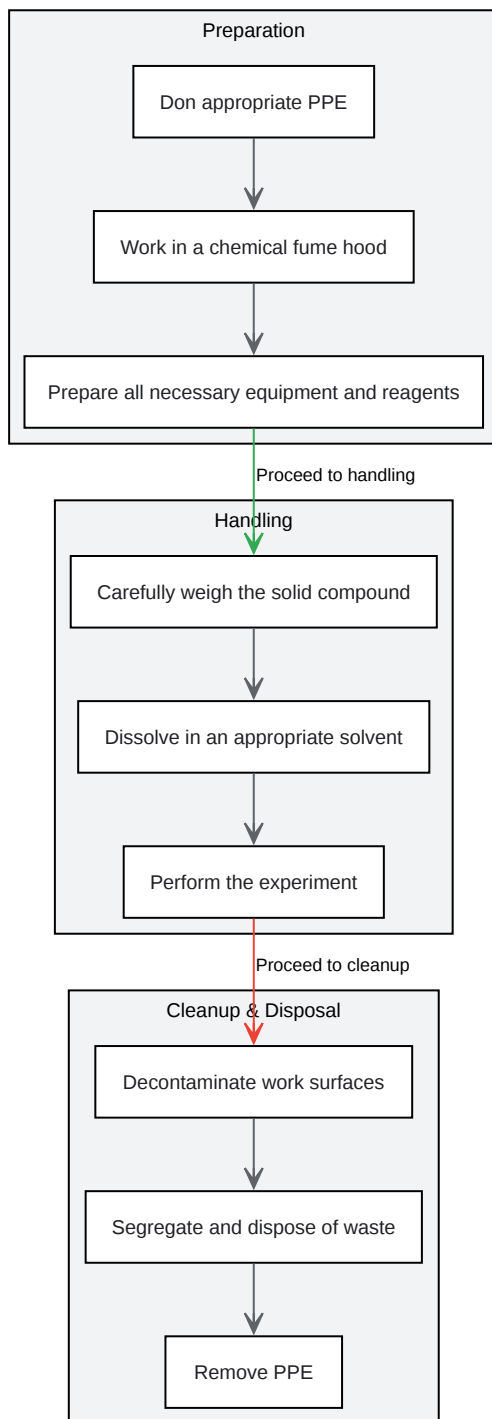 Preparation
Don appropriate PPE
Work in a chemical fume hood
Prepare all necessary equipment and reagents
Proceed to handling
Handling
Carefully weigh the solid compound
Dissolve in an appropriate solvent
Perform the experiment
Proceed to cleanup
Cleanup & Disposal
Decontaminate work surfaces
Segregate and dispose of waste
Remove PPE